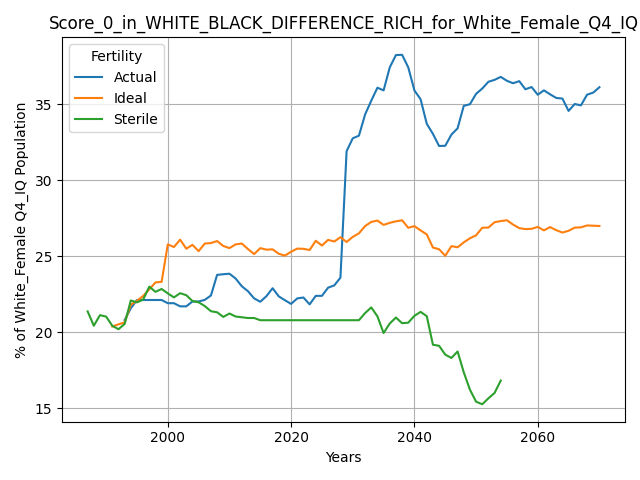 Score_0_in_WHITE_BLACK_DIFFERENCE_RICH_for_White_Female_Q4_IQ
Fertility
Actual
Ideal
Sterile
% of White_Female Q4_IQ Population
35
30
25
20
15
2000 2020 2040 2060
Years